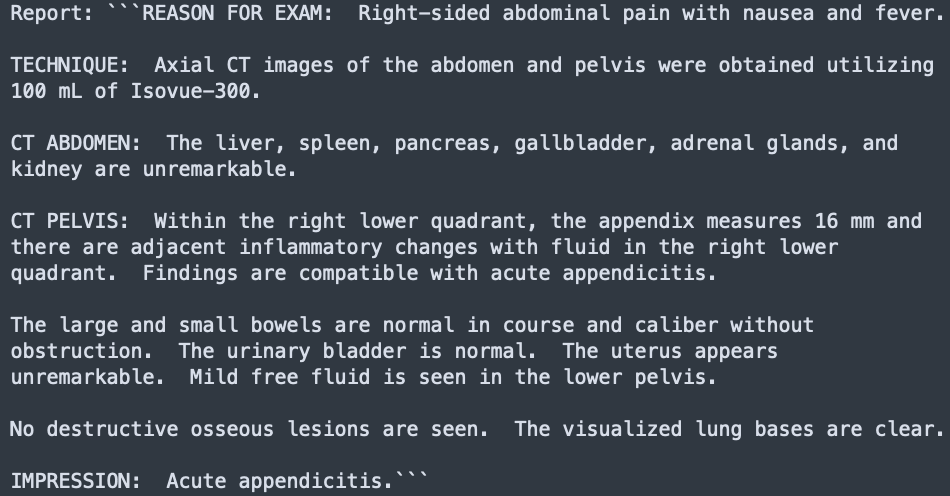 Report: ```REASON FOR EXAM:  Right-sided abdominal pain with nausea and fever.
TECHNIQUE:  Axial CT images of the abdomen and pelvis were obtained utilizing
100 mL of Isovue-300.
CT ABDOMEN:  The liver, spleen, pancreas, gallbladder, adrenal glands, and
kidney are unremarkable.
CT PELVIS:  Within the right lower quadrant, the appendix measures 16 mm and
there are adjacent inflammatory changes with fluid in the right lower
quadrant.  Findings are compatible with acute appendicitis.
The large and small bowels are normal in course and caliber without
obstruction.  The urinary bladder is normal.  The uterus appears
unremarkable.  Mild free fluid is seen in the lower pelvis.
No destructive osseous lesions are seen.  The visualized lung bases are clear.
IMPRESSION:  Acute appendicitis.```